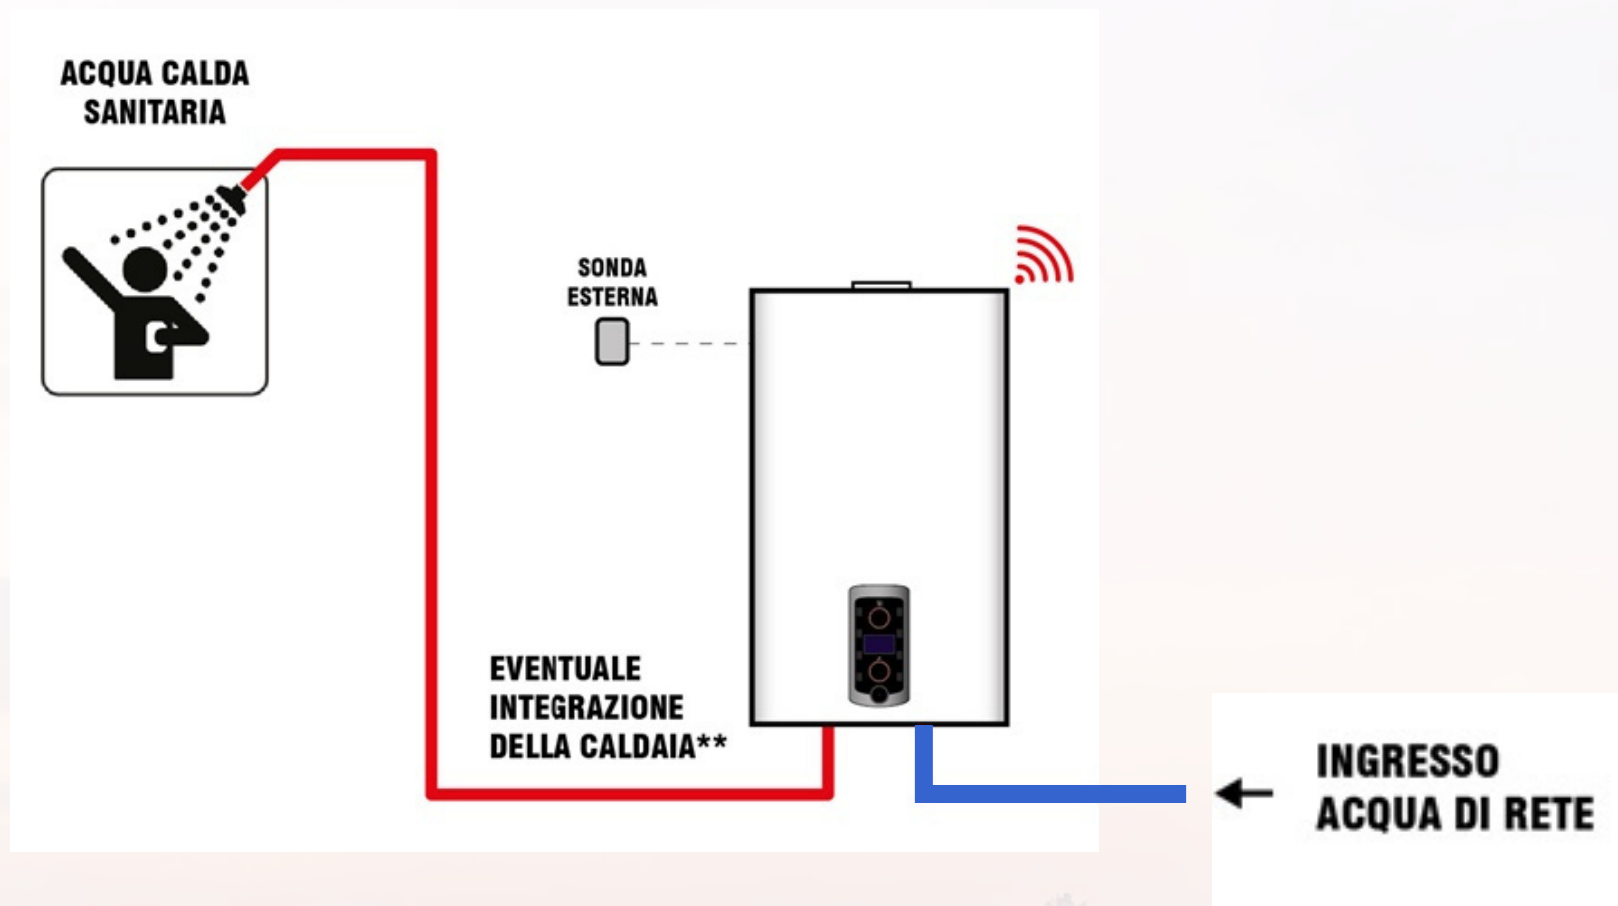 ACQUA CALDA
SANITARIA
SONDA
ESTERNA
EVENTUALE
INTEGRAZIONE
DELLA CALDAIA**
INGRESSO
ACQUA DI RETE